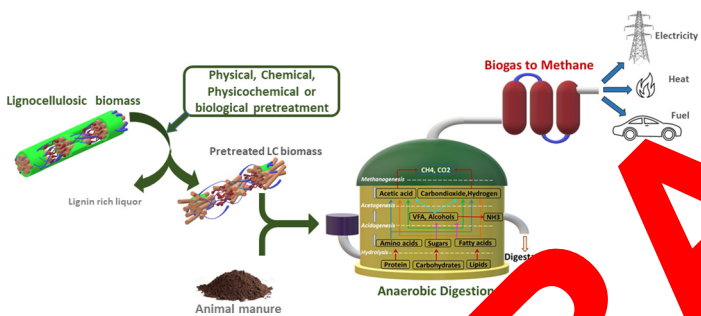 Lignocellulosic biomass
Physical, Chemical,
Physicochemical or
biological pretreatment
Lignin rich liquor
Pretreated LC biomass
Animal manure
Biogas to Methane
Electricity
Heat
Fuel
CH4, CO2
Methanogenesis
Acetic acid
Carbondioxide,Hydrogen
Acetogenesis
VFA, Alcohols
NH3
Acidogenesis
Amino acids
Sugars
Fatty acids
Hydrolysis
Protein
Carbohydrates
Lipids
Anaerobic Digestion